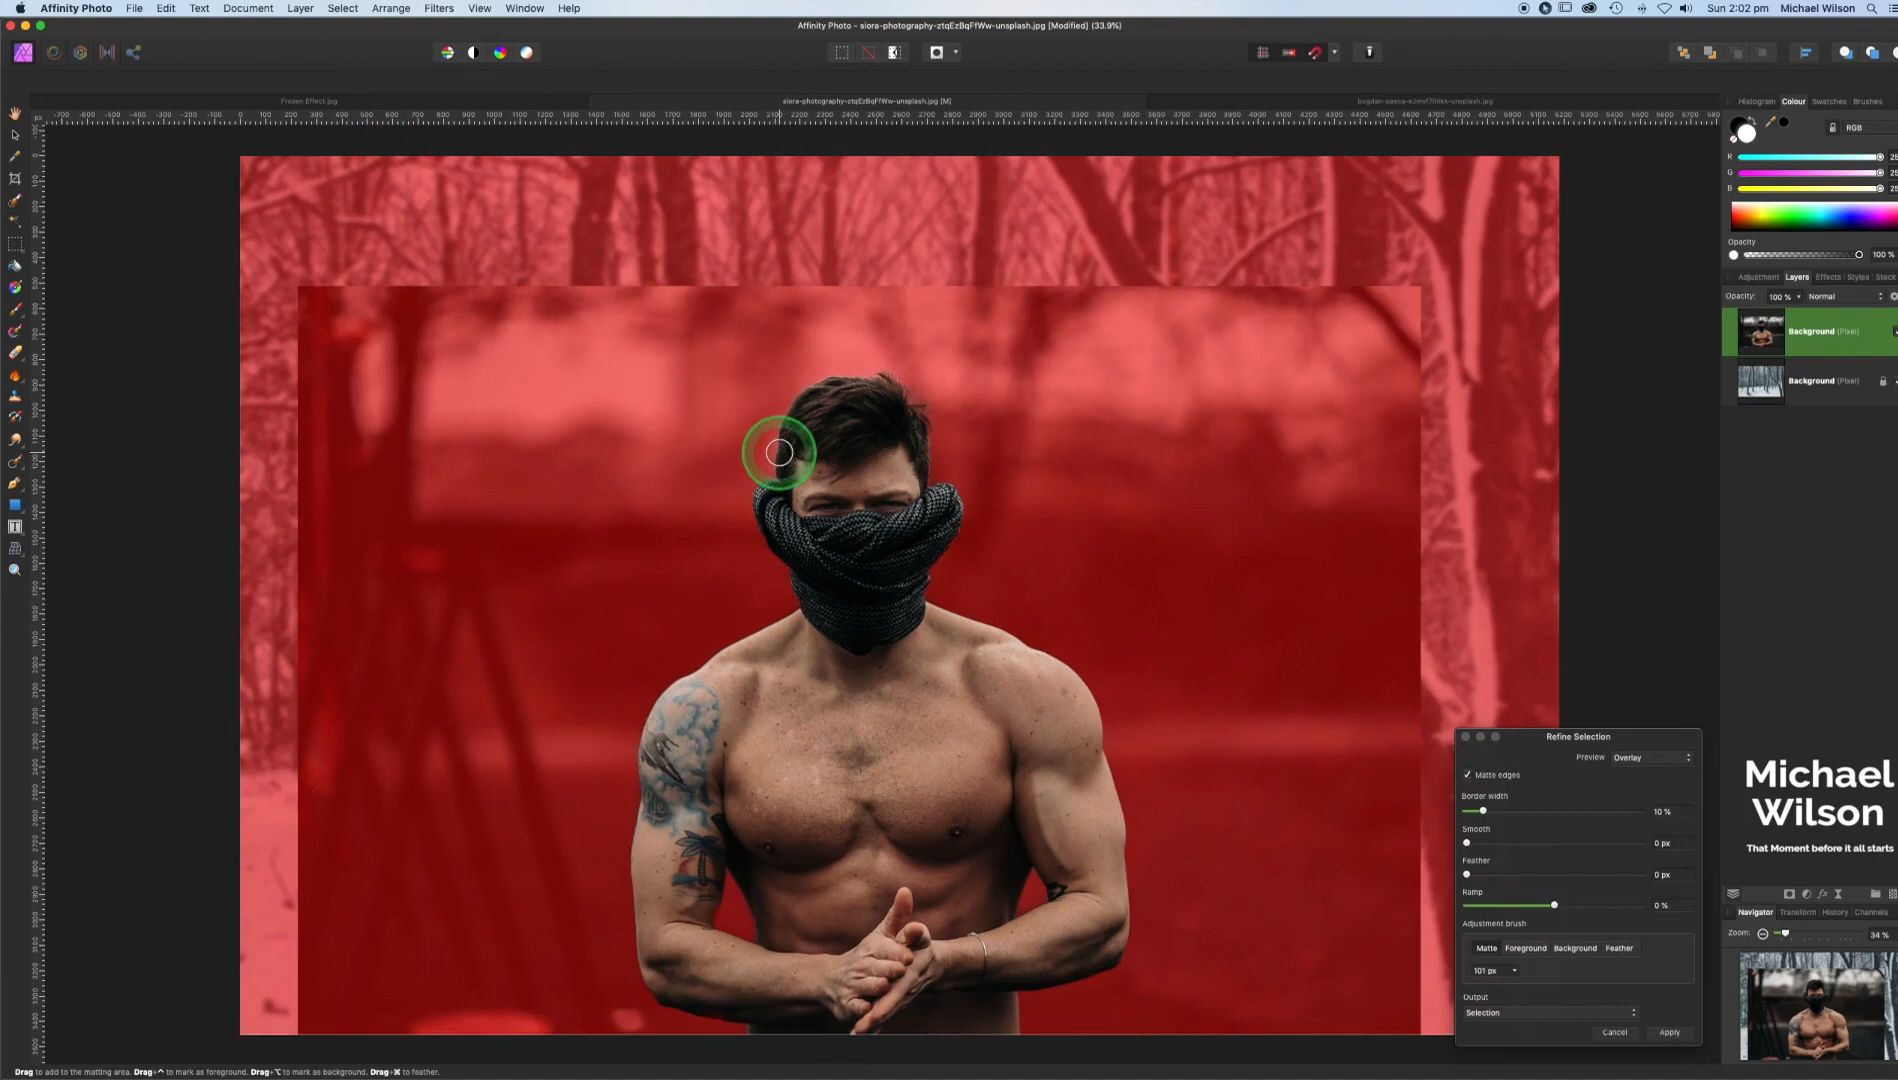 Affinity Photo File Edit Text Document Layer Select Arrange Filters View Window Help
Sun 2:02 pm Michael Wilson
Affinity Photo - siora-photography-ztqEzBqFfWw-unsplash.jpg [Modified] (33.9%)
Frozen Effect.jpg
siora-photography-ztqEzBqFfWw-unsplash.jpg [M]
Histogram Colour Swatches Brushes
RGB
R
G
B
Opacity
100 %
Adjustment Layers Effects Styles Stock
Opacity: 100 % Normal
Background (Pixel)
Background (Pixel)
Refine Selection
Preview Overlay
Matte edges
Border width
10 %
Smooth
0 px
Feather
0 px
Ramp
0 %
Adjustment brush
Matte Foreground Background Feather
101 px
Output
Selection
Cancel Apply
Michael
Wilson
That Moment before it all starts
Navigator Transform History Channels
Zoom: 34 %
Drag to add to the matting area. Drag+^ to mark as foreground. Drag+⌥ to mark as background. Drag+⌘ to feather.